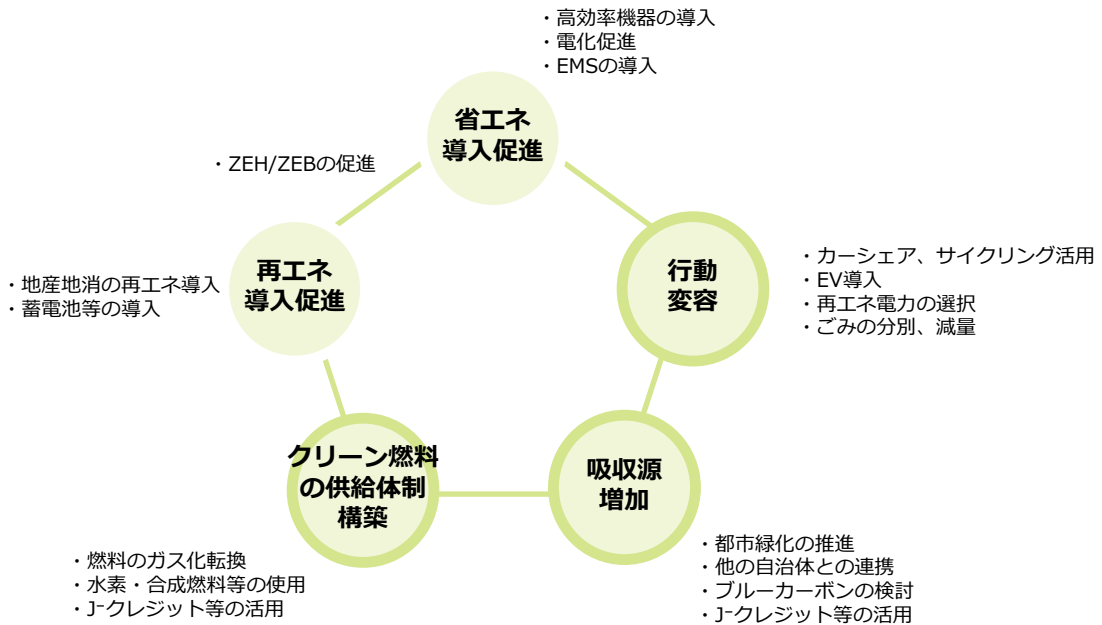 ・高効率機器の導入
・電化促進
・EMSの導入
省エネ
導入促進
・ZEH/ZEBの促進
再エネ
導入促進
・地産地消の再エネ導入
・蓄電池等の導入
行動
変容
・カーシェア、サイクリング活用
・EV導入
・再エネ電力の選択
・ごみの分別、減量
クリーン燃料
の供給体制
構築
・燃料のガス化転換
・水素・合成燃料等の使用
・J-クレジット等の活用
吸収源
増加
・都市緑化の推進
・他の自治体との連携
・ブルーカーボンの検討
・J-クレジット等の活用